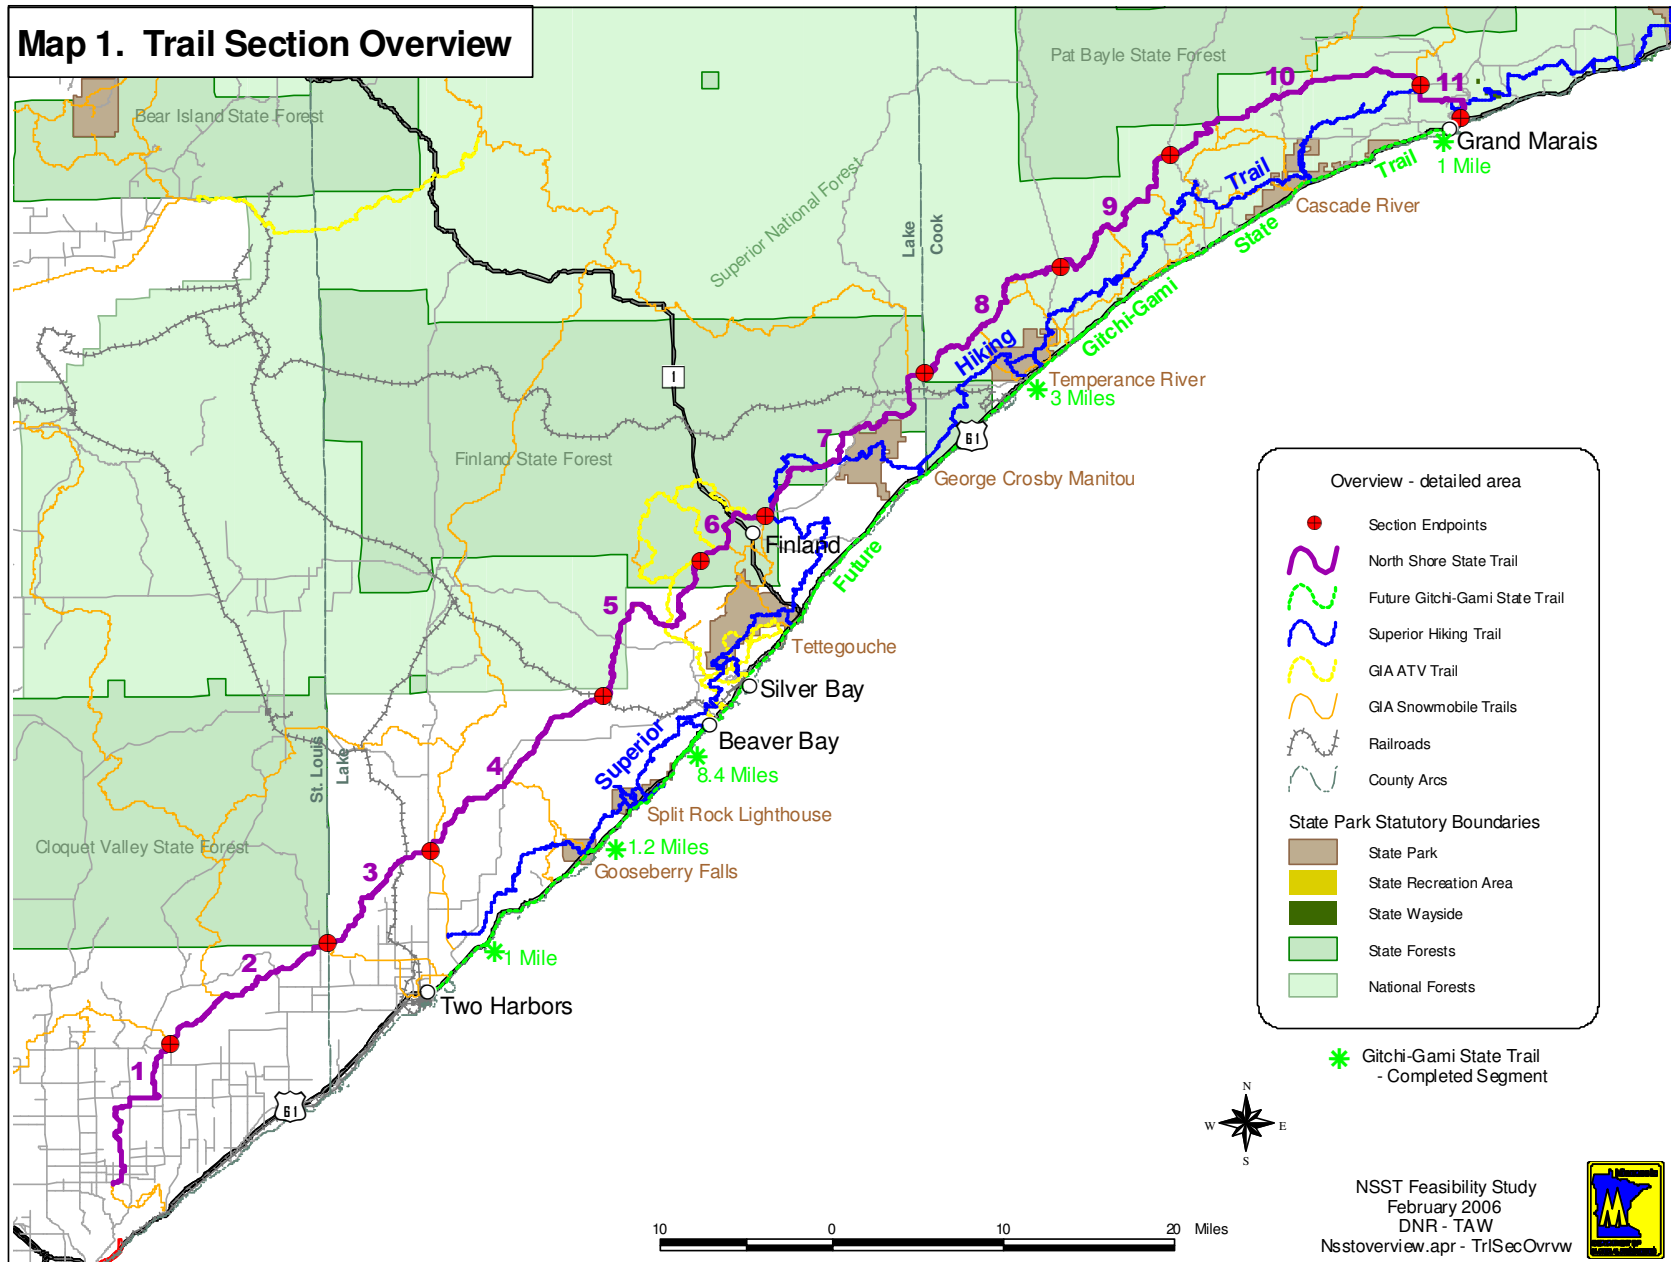 Map 1. Trail Section Overview
Pat Bayle State Forest
10
11
Bear Island State Forest
Grand Marais
1 Mile
Trail
Trail
Cascade River
State
Superior National Forest
Lake
Cook
9
8
Gitchi-Gami
Hiking
Temperance River
3 Miles
1
61
7
George Crosby Manitou
Finland State Forest
6
Finland
Future
5
Tettegouche
Silver Bay
Beaver Bay
Superior
8.4 Miles
St. Louis
Lake
4
Split Rock Lighthouse
1.2 Miles
Cloquet Valley State Forest
3
Gooseberry Falls
2
1 Mile
Two Harbors
1
61
Overview - detailed area
Section Endpoints
North Shore State Trail
Future Gitchi-Gami State Trail
Superior Hiking Trail
GIA ATV Trail
GIA Snowmobile Trails
Railroads
County Arcs
State Park Statutory Boundaries
State Park
State Recreation Area
State Wayside
State Forests
National Forests
Gitchi-Gami State Trail
- Completed Segment
N
W
E
S
10
0
10
20
Miles
NSST Feasibility Study
February 2006
DNR - TAW
Nsstoverview.apr - TrlSecOvrvw
Minnesota